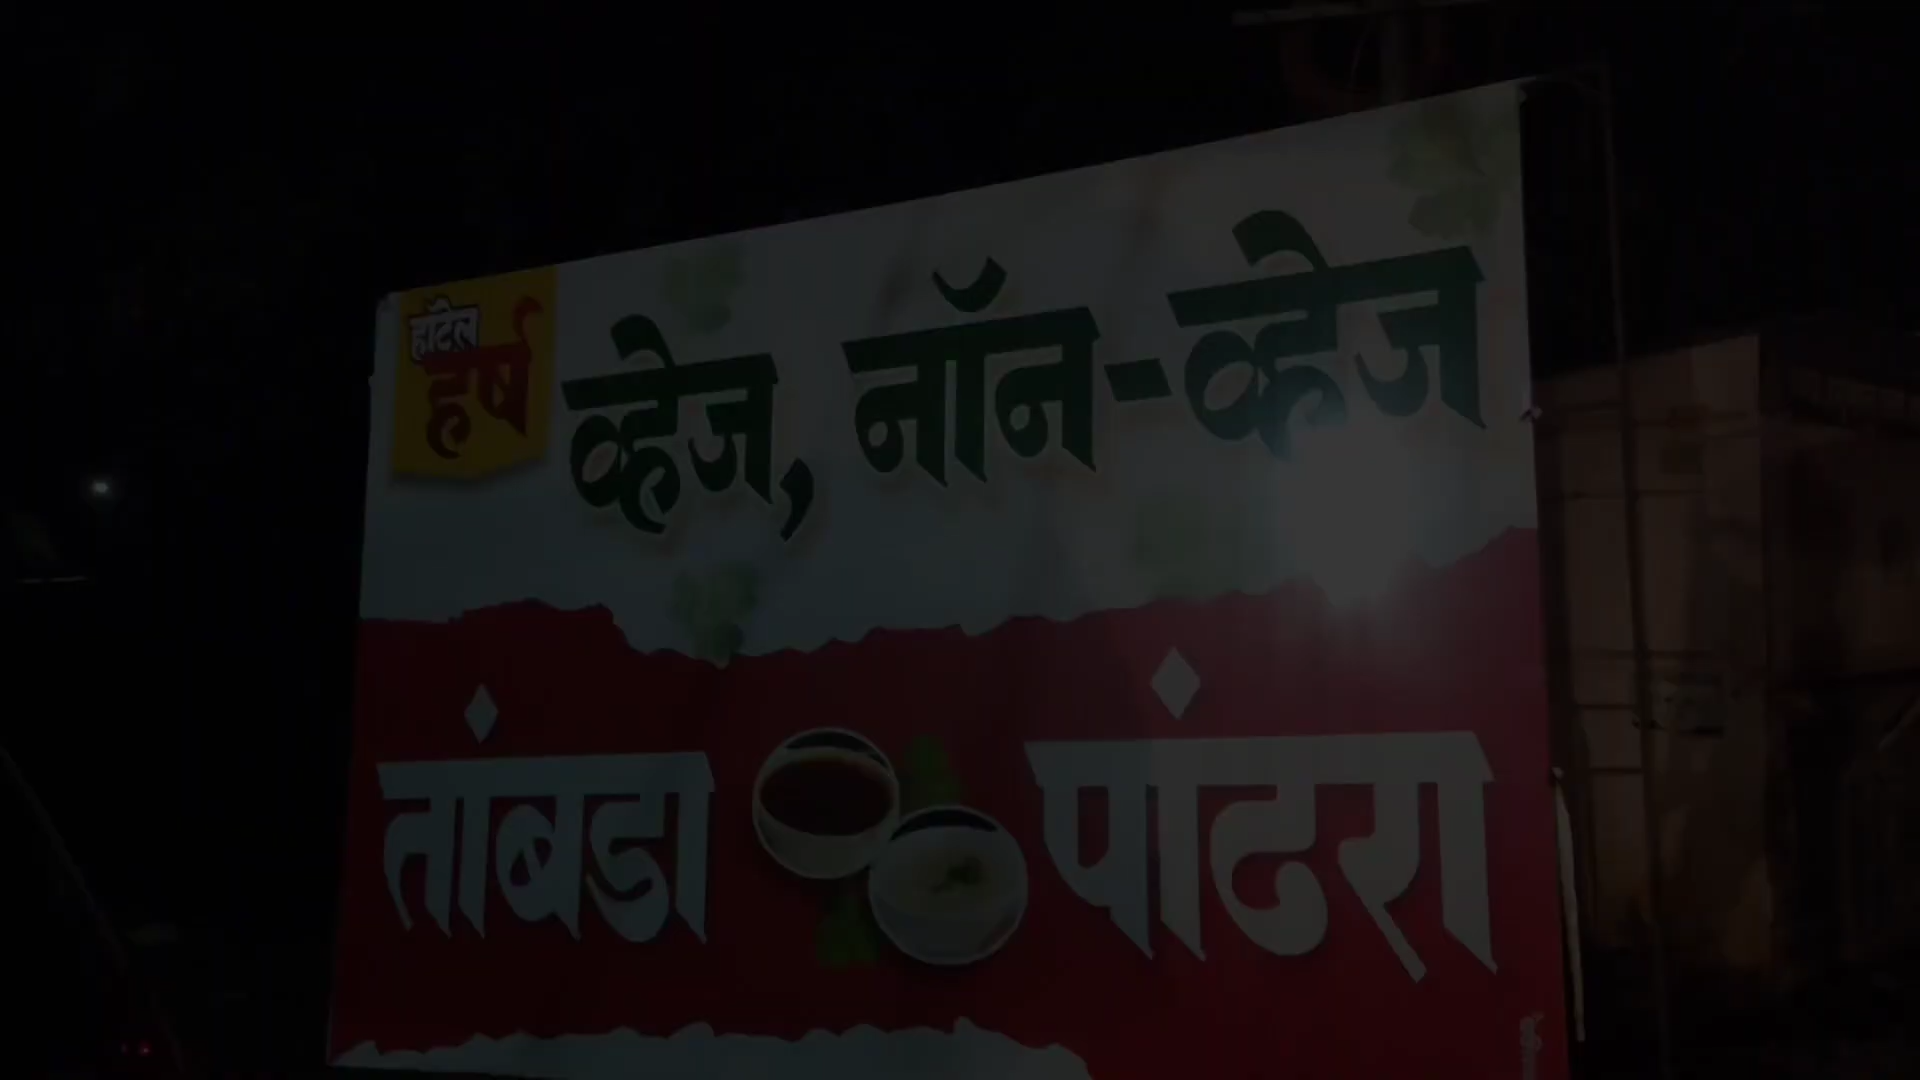 हॉटेल
हर्ष
व्हेज, नॉन-व्हेज
तांबडा पांढरा